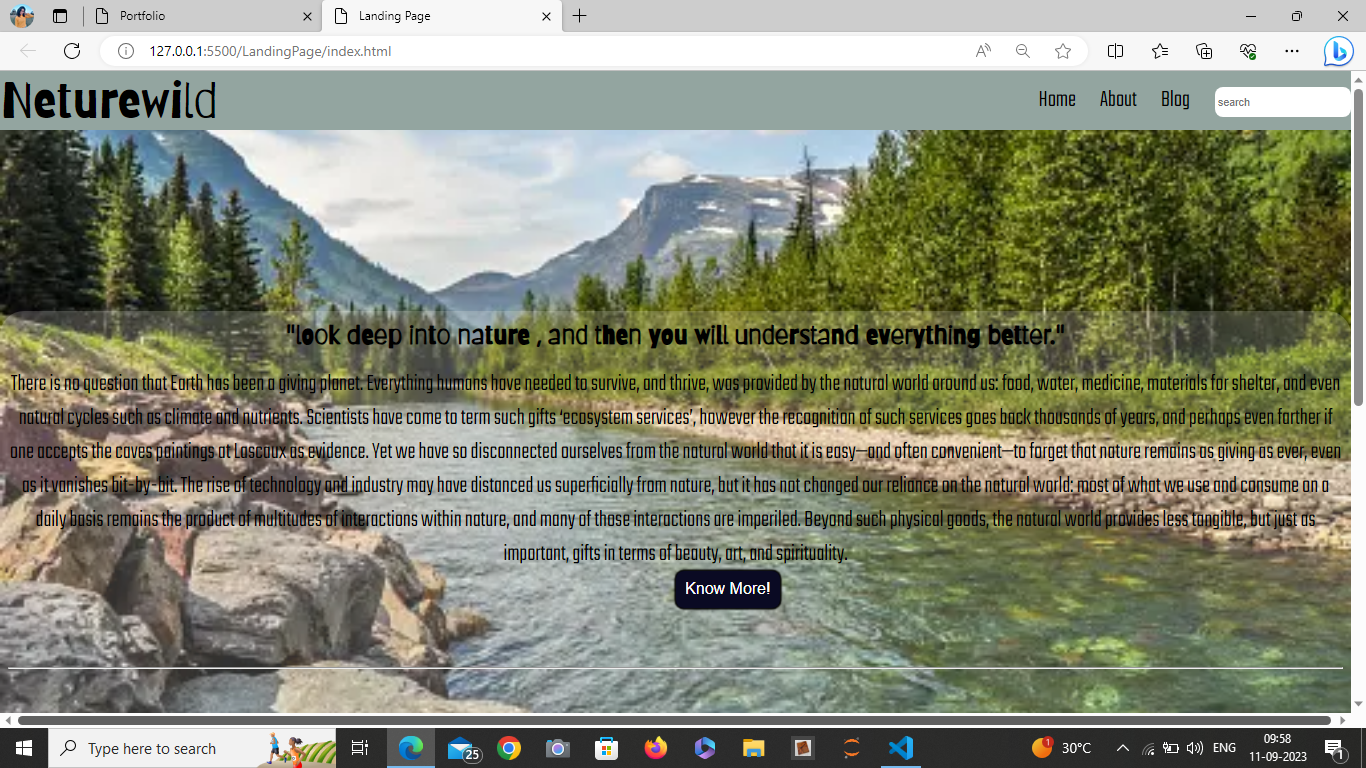 Portfolio
Landing Page
127.0.0.1:5500/LandingPage/index.html
Neturewild
Home About Blog search
"look deep into nature , and then you will understand everything better."
There is no question that Earth has been a giving planet. Everything humans have needed to survive, and thrive, was provided by the natural world around us: food, water, medicine, materials for shelter, and even
natural cycles such as climate and nutrients. Scientists have come to term such gifts ‘ecosystem services’, however the recognition of such services goes back thousands of years, and perhaps even farther if
one accepts the caves paintings at Lascaux as evidence. Yet we have so disconnected ourselves from the natural world that it is easy—and often convenient—to forget that nature remains as giving as ever, even
as it vanishes bit-by-bit. The rise of technology and industry may have distanced us superficially from nature, but it has not changed our reliance on the natural world: most of what we use and consume on a
daily basis remains the product of multitudes of interactions within nature, and many of those interactions are imperiled. Beyond such physical goods, the natural world provides less tangible, but just as
important, gifts in terms of beauty, art, and spirituality.
Know More!
Type here to search
25
1
30°C
ENG
09:58
11-09-2023
1